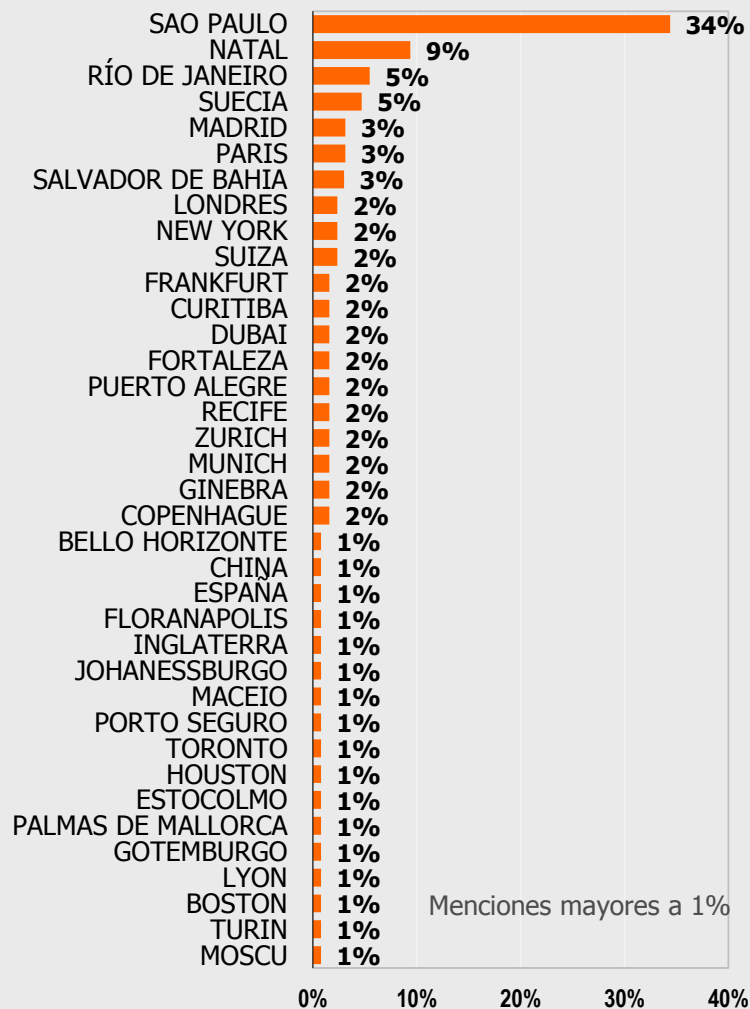 SAO PAULO 34%
NATAL 9%
RÍO DE JANEIRO 5%
SUECIA 5%
MADRID 3%
PARIS 3%
SALVADOR DE BAHIA 3%
LONDRES 2%
NEW YORK 2%
SUIZA 2%
FRANKFURT 2%
CURITIBA 2%
DUBAI 2%
FORTALEZA 2%
PUERTO ALEGRE 2%
RECIFE 2%
ZURICH 2%
MUNICH 2%
GINEBRA 2%
COPENHAGUE 2%
BELLO HORIZONTE 1%
CHINA 1%
ESPAÑA 1%
FLORANAPOLIS 1%
INGLATERRA 1%
JOHANESSBURGO 1%
MACEIO 1%
PORTO SEGURO 1%
TORONTO 1%
HOUSTON 1%
ESTOCOLMO 1%
PALMAS DE MALLORCA 1%
GOTEMBURGO 1%
LYON 1%
BOSTON 1% Menciones mayores a 1%
TURIN 1%
MOSCU 1%
0% 10% 20% 30% 40%